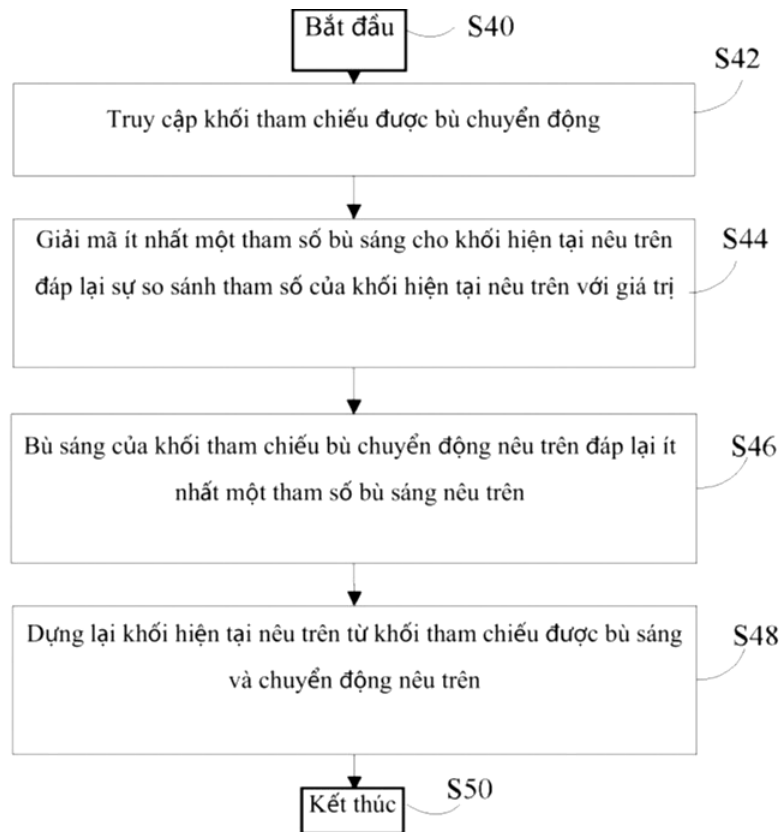 Bắt đầu
S40
S42
Truy cập khối tham chiếu được bù chuyển động
Giải mã ít nhất một tham số bù sáng cho khối hiện tại nêu trên
S44
đáp lại sự so sánh tham số của khối hiện tại nêu trên với giá trị
Bù sáng của khối tham chiếu bù chuyển động nêu trên đáp lại ít
S46
nhất một tham số bù sáng nêu trên
Dựng lại khối hiện tại nêu trên từ khối tham chiếu được bù sáng
S48
và chuyển động nêu trên
S50
Kết thúc